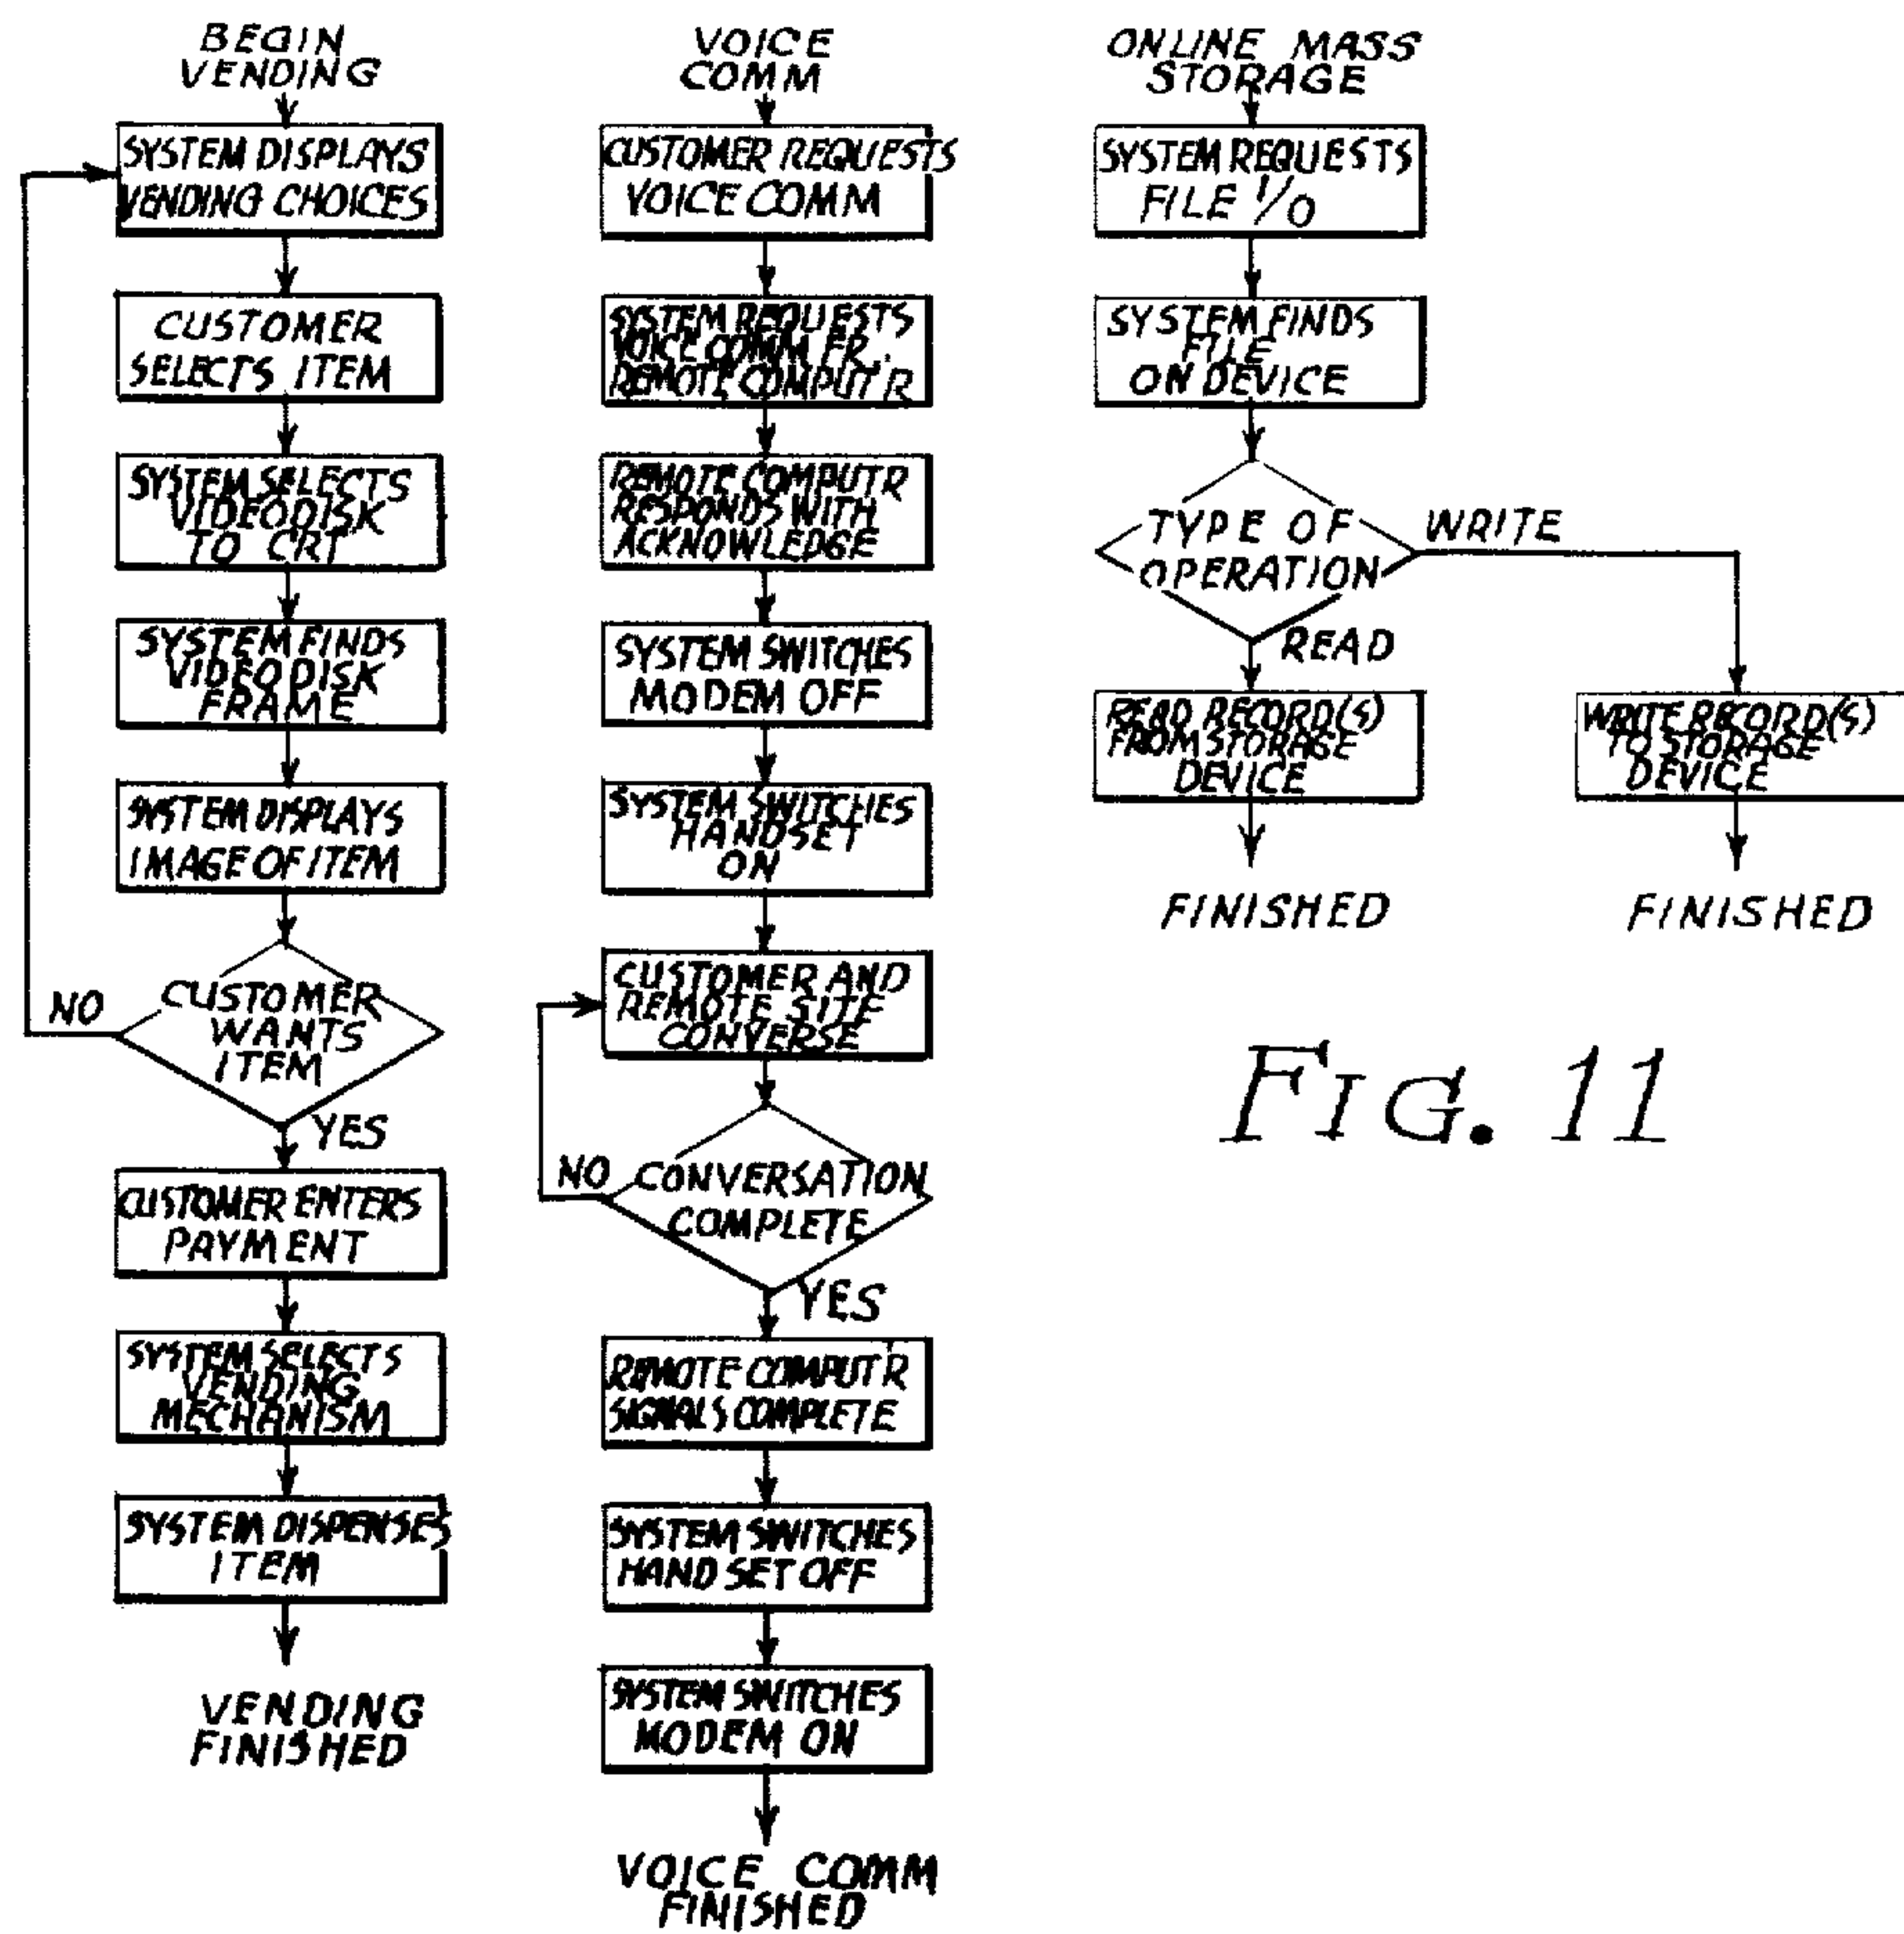 BEGIN
VENDING
SYSTEM DISPLAYS
VENDING CHOICES
CUSTOMER
SELECTS ITEM
SYSTEM SELECTS
VIDEODISK
TO CRT
SYSTEM FINDS
VIDEODISK
FRAME
SYSTEM DISPLAYS
IMAGE OF ITEM
NO
CUSTOMER
WANTS
ITEM
YES
CUSTOMER ENTERS
PAYMENT
SYSTEM SELECTS
VENDING
MECHANISM
SYSTEM DISPENSES
ITEM
VENDING
FINISHED
VOICE
COMM
CUSTOMER REQUESTS
VOICE COMM
SYSTEM REQUESTS
VOICE COMM FR.
REMOTE COMPUT'R
REMOTE COMPUTR
RESPONDS WITH
ACKNOWLEDGE
SYSTEM SWITCHES
MODEM OFF
SYSTEM SWITCHES
HANDSET
ON
CUSTOMER AND
REMOTE SITE
CONVERSE
NO
CONVERSATION
COMPLETE
YES
REMOTE COMPUT'R
SIGNALS COMPLETE
SYSTEM SWITCHES
HAND SET OFF
SYSTEM SWITCHES
MODEM ON
VOICE COMM
FINISHED
ONLINE MASS
STORAGE
SYSTEM REQUESTS
FILE I/O
SYSTEM FINDS
FILE
ON DEVICE
TYPE OF
OPERATION
WRITE
READ
READ RECORD(S)
FROM STORAGE
DEVICE
WRITE RECORD(S)
TO STORAGE
DEVICE
FINISHED
FINISHED
FIG. 11